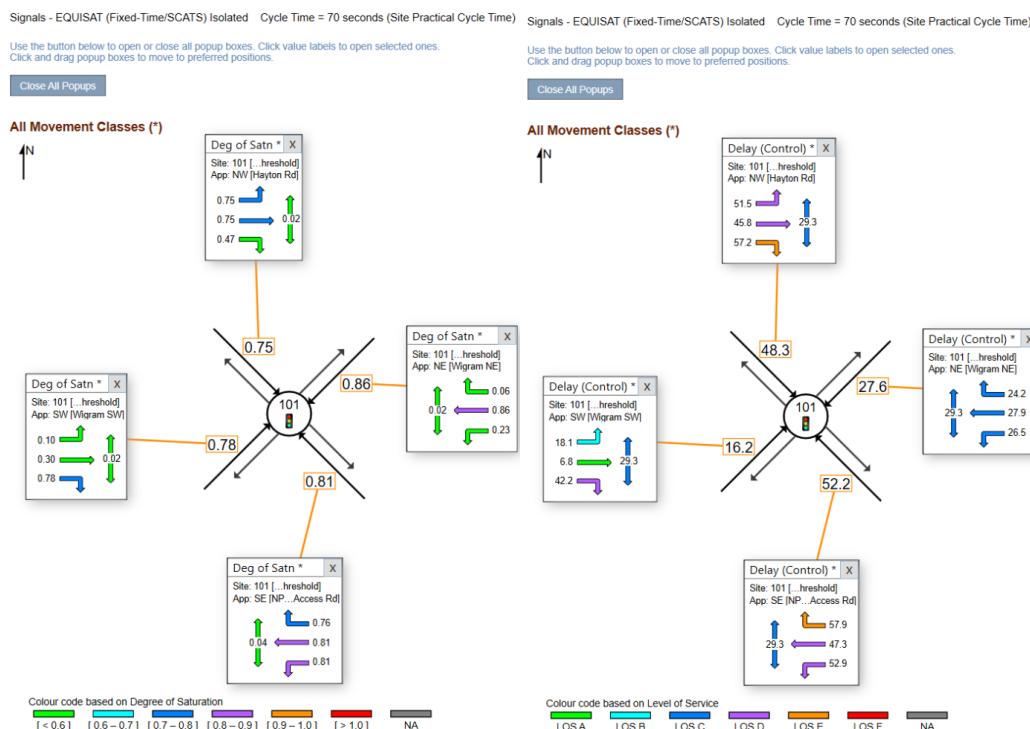 Signals - EQUISAT (Fixed-Time/SCATS) Isolated Cycle Time = 70 seconds (Site Practical Cycle Time)
Use the button below to open or close all popup boxes. Click value labels to open selected ones.
Click and drag popup boxes to move to preferred positions.
Close All Popups
All Movement Classes (*)
N
Deg of Satn * X
Site: 101 [...hreshold]
App: NW [Hayton Rd]
0.75
0.75
0.02
0.47
0.75
Deg of Satn * X
Site: 101 [...hreshold]
App: NE [Wigram NE]
0.06
0.02
0.86
0.23
0.86
101
Deg of Satn * X
Site: 101 [...hreshold]
App: SW [Wigram SW]
0.10
0.30
0.02
0.78
0.78
0.81
Deg of Satn * X
Site: 101 [...hreshold]
App: SE [NP...Access Rd]
0.76
0.04
0.81
0.81
Colour code based on Degree of Saturation
[ < 0.6 ] [ 0.6 – 0.7 ] [ 0.7 – 0.8 ] [ 0.8 – 0.9 ] [ 0.9 – 1.0 ] [ > 1.0 ] NA
Signals - EQUISAT (Fixed-Time/SCATS) Isolated Cycle Time = 70 seconds (Site Practical Cycle Time)
Use the button below to open or close all popup boxes. Click value labels to open selected ones.
Click and drag popup boxes to move to preferred positions.
Close All Popups
All Movement Classes (*)
N
Delay (Control) * X
Site: 101 [...hreshold]
App: NW [Hayton Rd]
51.5
45.8
29.3
57.2
48.3
Delay (Control) * X
Site: 101 [...hreshold]
App: NE [Wigram NE]
24.2
29.3
27.9
26.5
27.6
101
Delay (Control) * X
Site: 101 [...hreshold]
App: SW [Wigram SW]
18.1
6.8
29.3
42.2
16.2
52.2
Delay (Control) * X
Site: 101 [...hreshold]
App: SE [NP...Access Rd]
57.9
29.3
47.3
52.9
Colour code based on Level of Service
LOS A LOS B LOS C LOS D LOS E LOS F NA